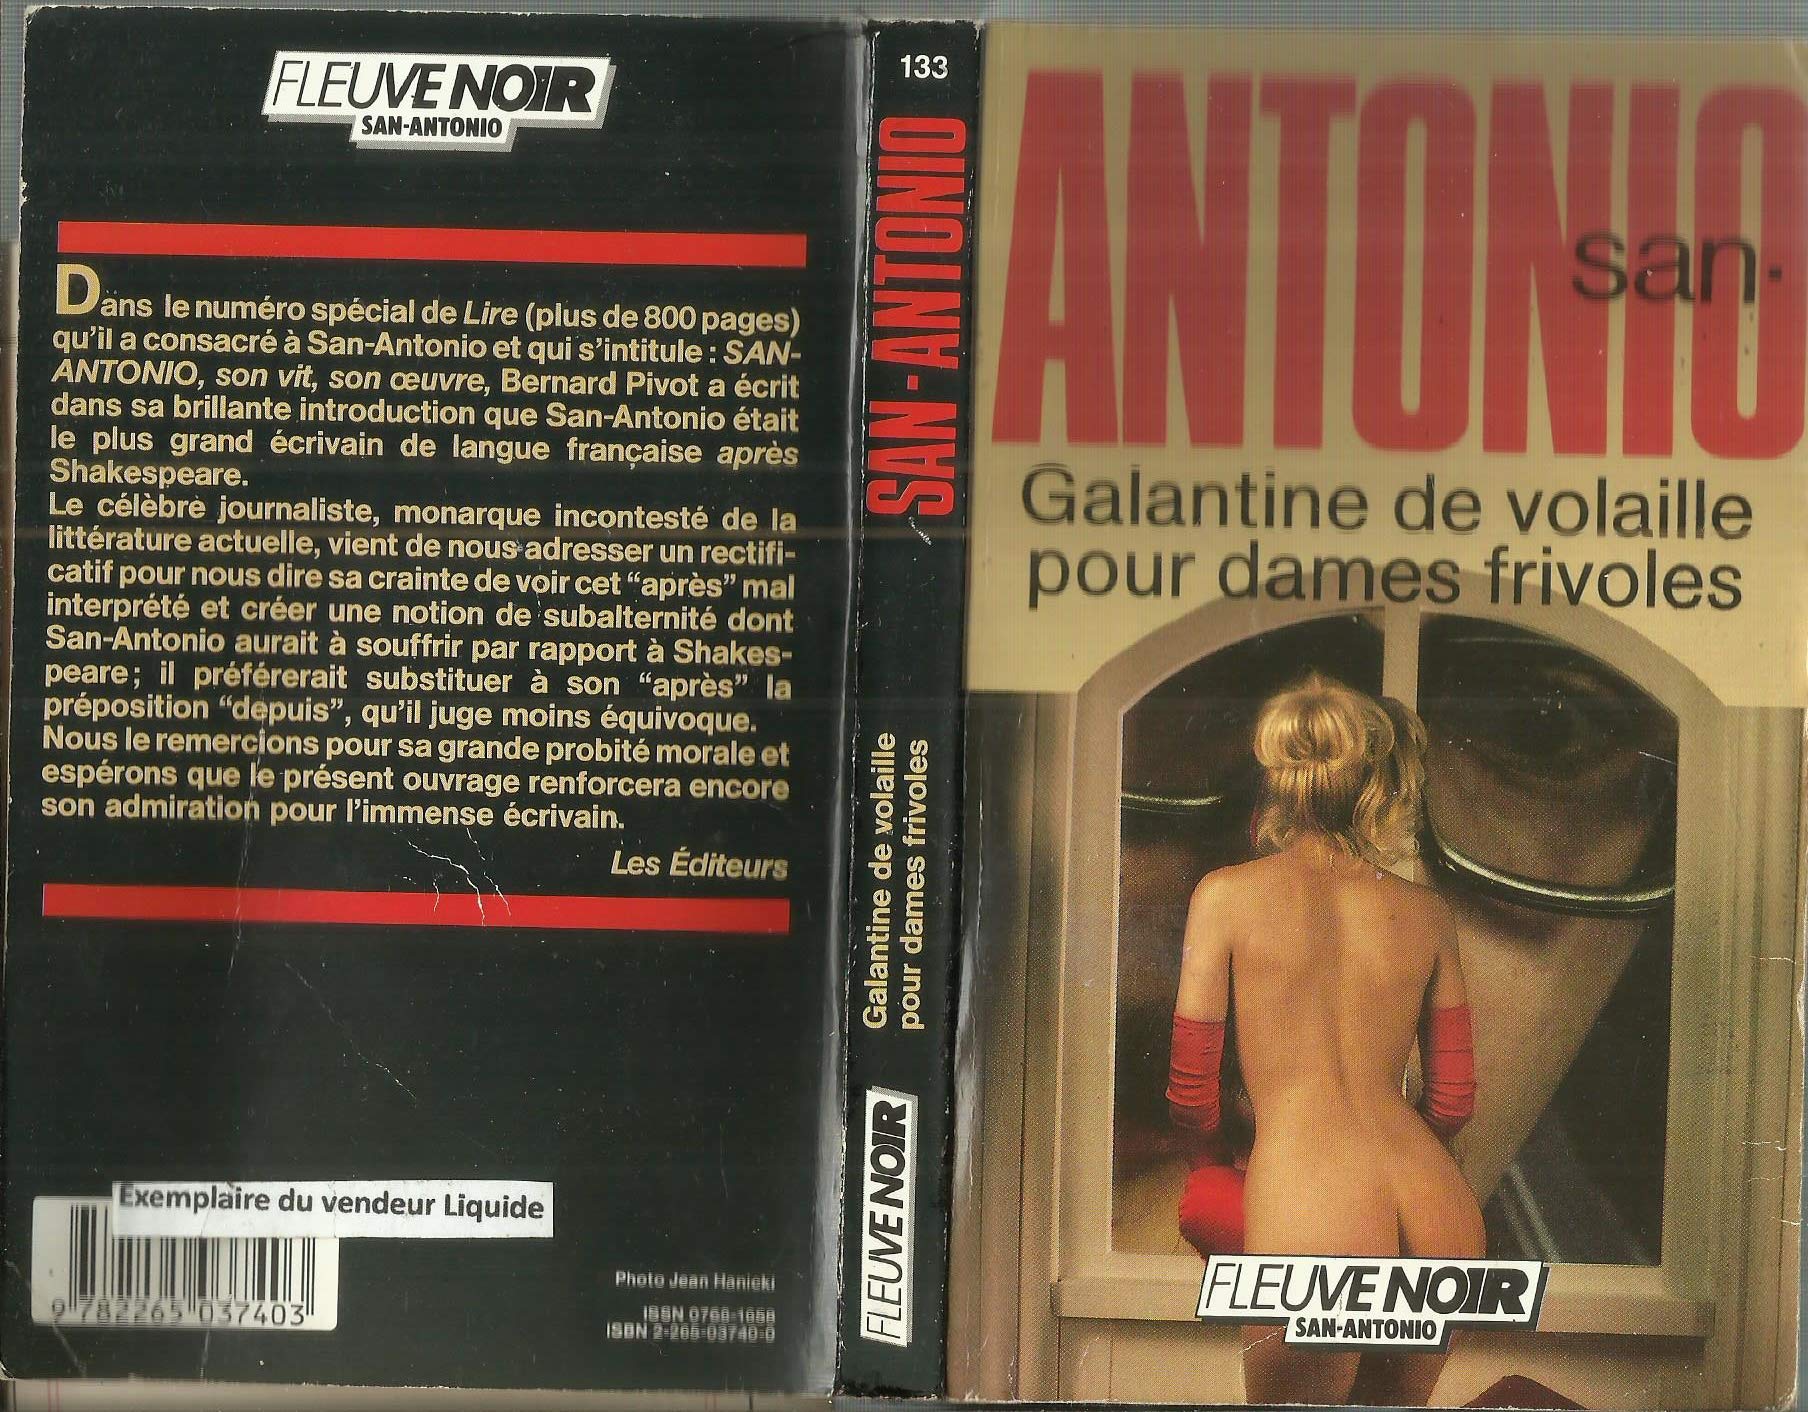 FLEUVE NOIR
SAN-ANTONIO
Dans le numéro spécial de Lire (plus de 800 pages)
qu'il a consacré à San-Antonio et qui s'intitule : SAN-
ANTONIO, son vit, son œuvre, Bernard Pivot a écrit
dans sa brillante introduction que San-Antonio était
le plus grand écrivain de langue française après
Shakespeare.
Le célèbre journaliste, monarque incontesté de la
littérature actuelle, vient de nous adresser un rectifi-
catif pour nous dire sa crainte de voir cet “après” mal
interprété et créer une notion de subalternité dont
San-Antonio aurait à souffrir par rapport à Shakes-
peare; il préférerait substituer à son “après” la
préposition “depuis”, qu'il juge moins équivoque.
Nous le remercions pour sa grande probité morale et
espérons que le présent ouvrage renforcera encore
son admiration pour l'immense écrivain.
Les Éditeurs
Exemplaire du vendeur Liquide
9 782265 037403
Photo Jean Hanicki
ISSN 0768-1658
ISBN 2-265-03740-0
133
SAN-ANTONIO
Galantine de volaille
pour dames frivoles
FLEUVE NOIR
san-
ANTONIO
Galantine de volaille
pour dames frivoles
FLEUVE NOIR
SAN-ANTONIO